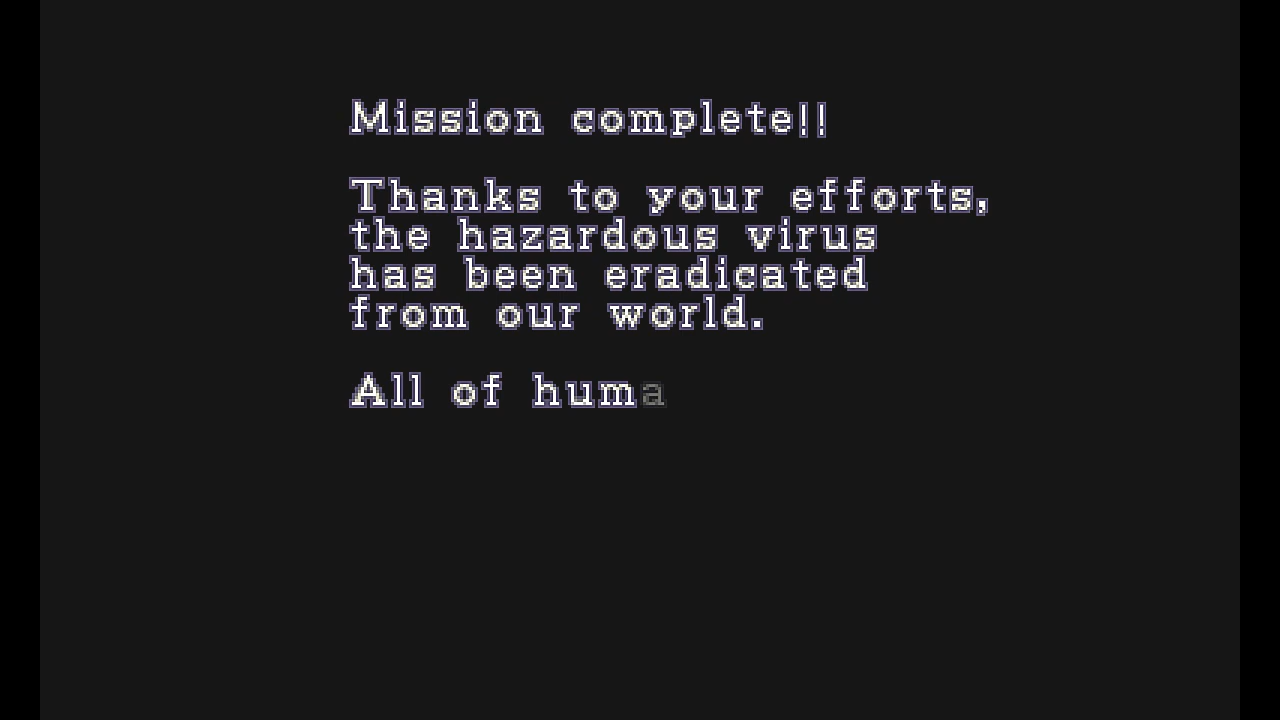 Mission complete!!
Thanks to your efforts,
the hazardous virus
has been eradicated
from our world.
All of huma